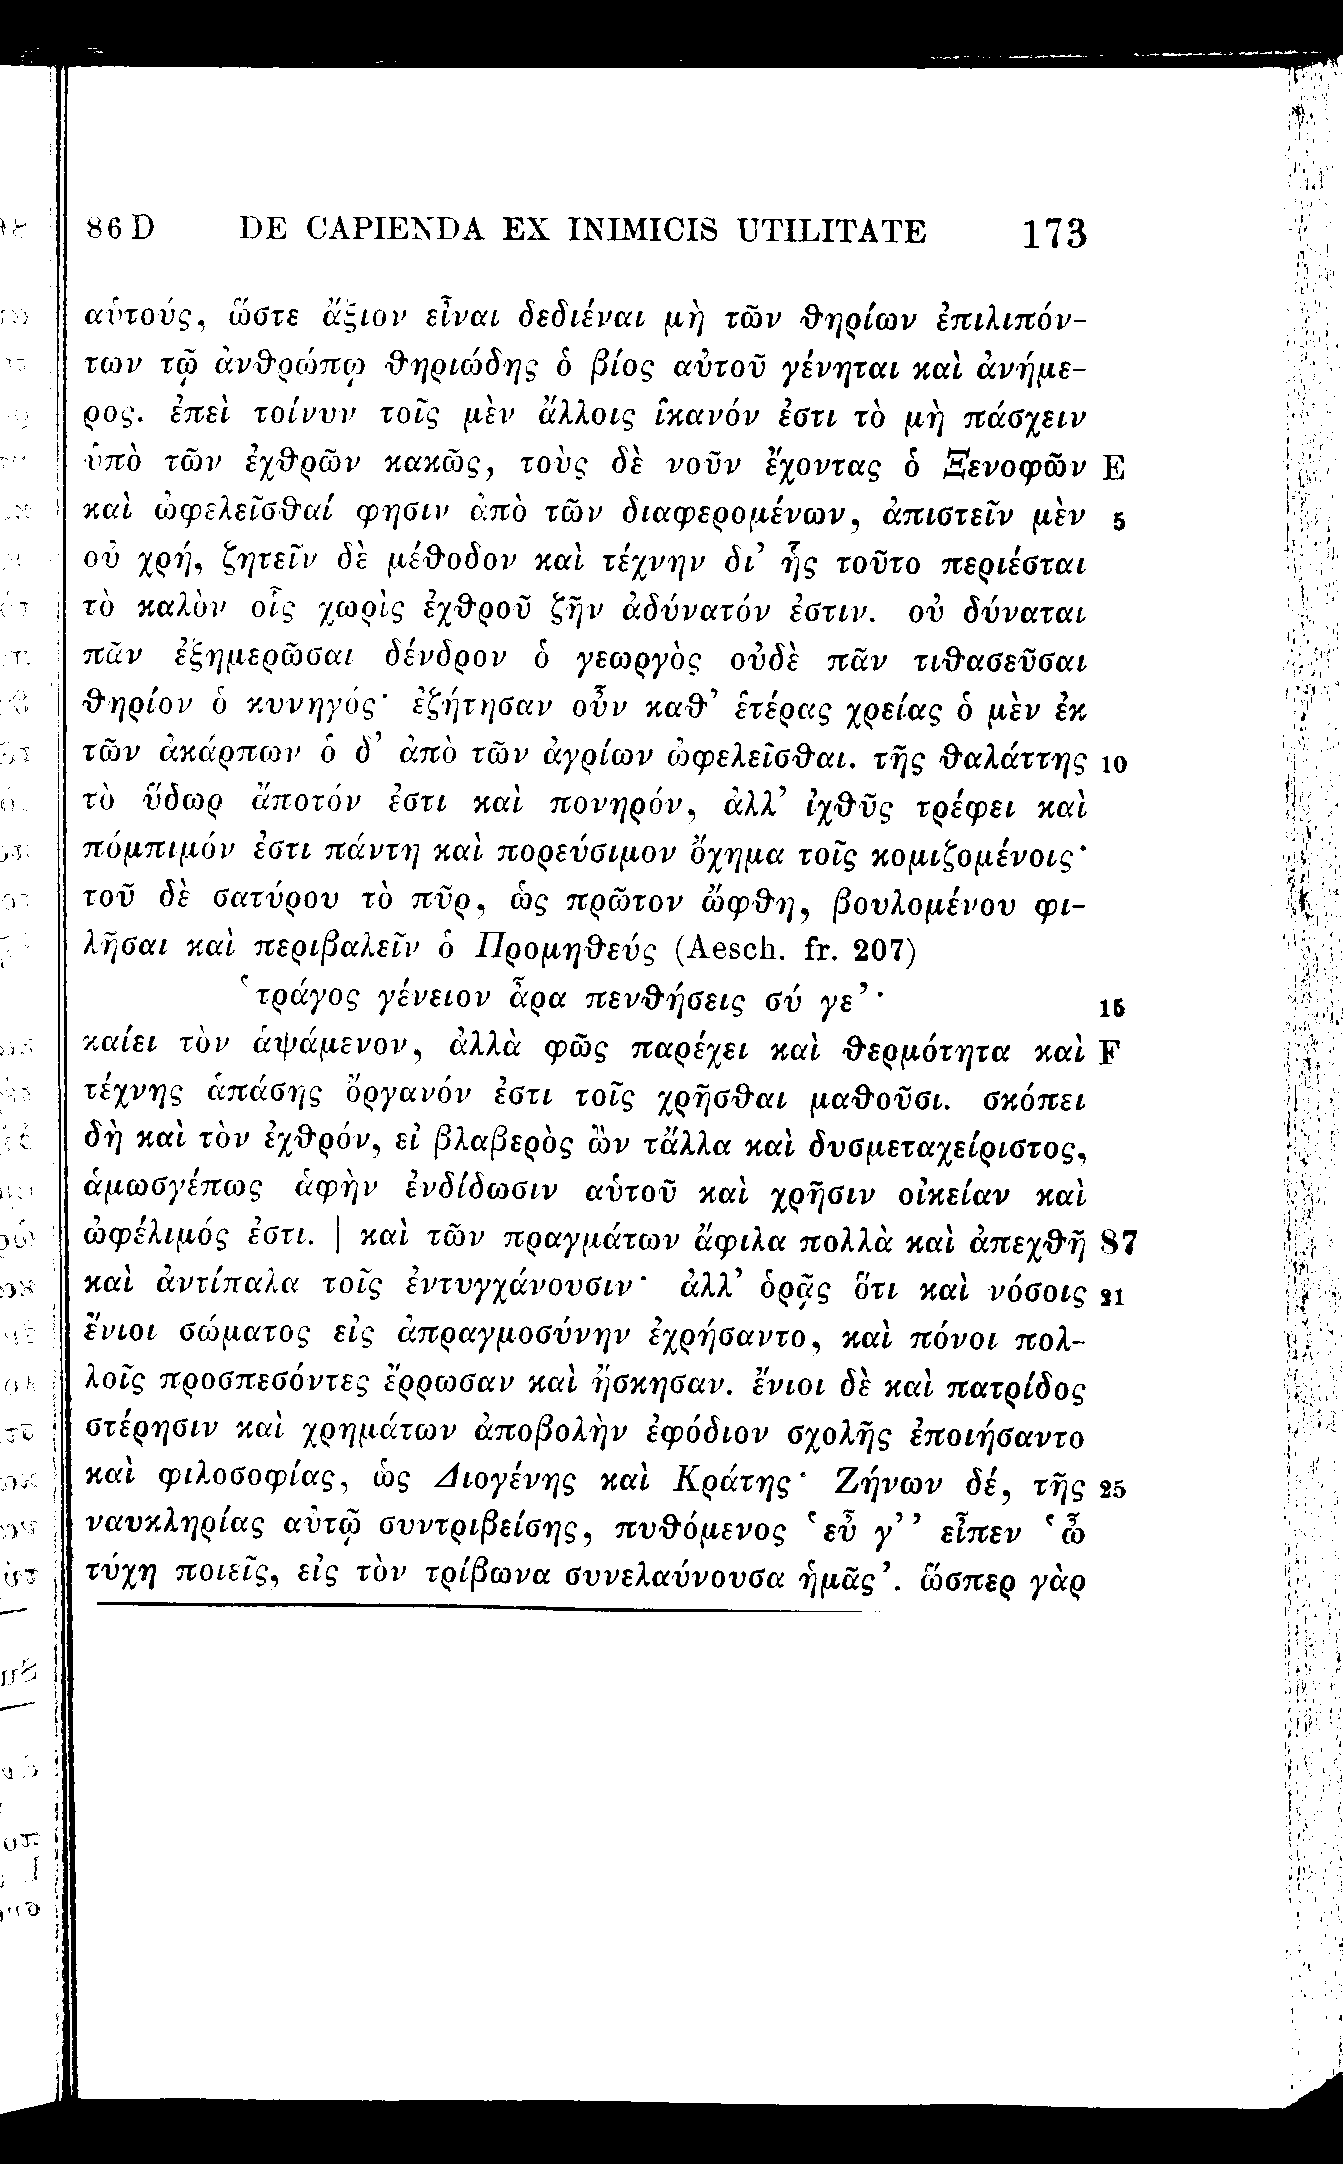 86 D DE CAPIENDA EX INIMICIS UTILITATE 173
αὑτούς, ὥστε ἄξιον εἶναι δεδιέναι μὴ τῶν θηρίων ἐπιλιπόν-
των τῷ ἀνθρώπῳ θηριώδης ὁ βίος αὐτοῦ γένηται καὶ ἀνήμε-
ρος. ἐπεὶ τοίνυν τοῖς μὲν ἄλλοις ἱκανόν ἐστι τὸ μὴ πάσχειν
ὑπὸ τῶν ἐχθρῶν κακῶς, τοὺς δὲ νοῦν ἔχοντας ὁ Ξενοφῶν E
καὶ ὠφελεῖσθαί φησιν ἀπὸ τῶν διαφερομένων, ἀπιστεῖν μὲν 5
οὐ χρή, ζητεῖν δὲ μέθοδον καὶ τέχνην δι’ ἧς τοῦτο περιέσται
τὸ καλὸν οἷς χωρὶς ἐχθροῦ ζῆν ἀδύνατόν ἐστιν. οὐ δύναται
πᾶν ἐξημερῶσαι δένδρον ὁ γεωργὸς οὐδὲ πᾶν τιθασεῦσαι
θηρίον ὁ κυνηγός· ἐζήτησαν οὖν καθ’ ἑτέρας χρείας ὁ μὲν ἐκ
τῶν ἀκάρπων ὁ δ’ ἀπὸ τῶν ἀγρίων ὠφελεῖσθαι. τῆς θαλάττης 10
τὸ ὕδωρ ἄποτόν ἐστι καὶ πονηρόν, ἀλλ’ ἰχθῦς τρέφει καὶ
πόμπιμόν ἐστι πάντη καὶ πορεύσιμον ὄχημα τοῖς κομιζομένοις·
τοῦ δὲ σατύρου τὸ πῦρ, ὡς πρῶτον ὤφθη, βουλομένου φι-
λῆσαι καὶ περιβαλεῖν ὁ Προμηθεύς (Aesch. fr. 207)
‘τράγος γένειον ἆρα πενθήσεις σύ γε’· 15
καίει τὸν ἁψάμενον, ἀλλὰ φῶς παρέχει καὶ θερμότητα καὶ F
τέχνης ἁπάσης ὄργανόν ἐστι τοῖς χρῆσθαι μαθοῦσι. σκόπει
δὴ καὶ τὸν ἐχθρόν, εἰ βλαβερὸς ὢν τἄλλα καὶ δυσμεταχείριστος,
ἁμωσγέπως ἁφὴν ἐνδίδωσιν αὑτοῦ καὶ χρῆσιν οἰκείαν καὶ
ὠφέλιμός ἐστι. | καὶ τῶν πραγμάτων ἄφιλα πολλὰ καὶ ἀπεχθῆ 87
καὶ ἀντίπαλα τοῖς ἐντυγχάνουσιν· ἀλλ’ ὁρᾷς ὅτι καὶ νόσοις 21
ἔνιοι σώματος εἰς ἀπραγμοσύνην ἐχρήσαντο, καὶ πόνοι πολ-
λοῖς προσπεσόντες ἔρρωσαν καὶ ἤσκησαν. ἔνιοι δὲ καὶ πατρίδος
στέρησιν καὶ χρημάτων ἀποβολὴν ἐφόδιον σχολῆς ἐποιήσαντο
καὶ φιλοσοφίας, ὡς Διογένης καὶ Κράτης· Ζήνων δέ, τῆς 25
ναυκληρίας αὐτῷ συντριβείσης, πυθόμενος ‘εὖ γ’’ εἶπεν ‘ὦ
τύχη ποιεῖς, εἰς τὸν τρίβωνα συνελαύνουσα ἡμᾶς’. ὥσπερ γὰρ